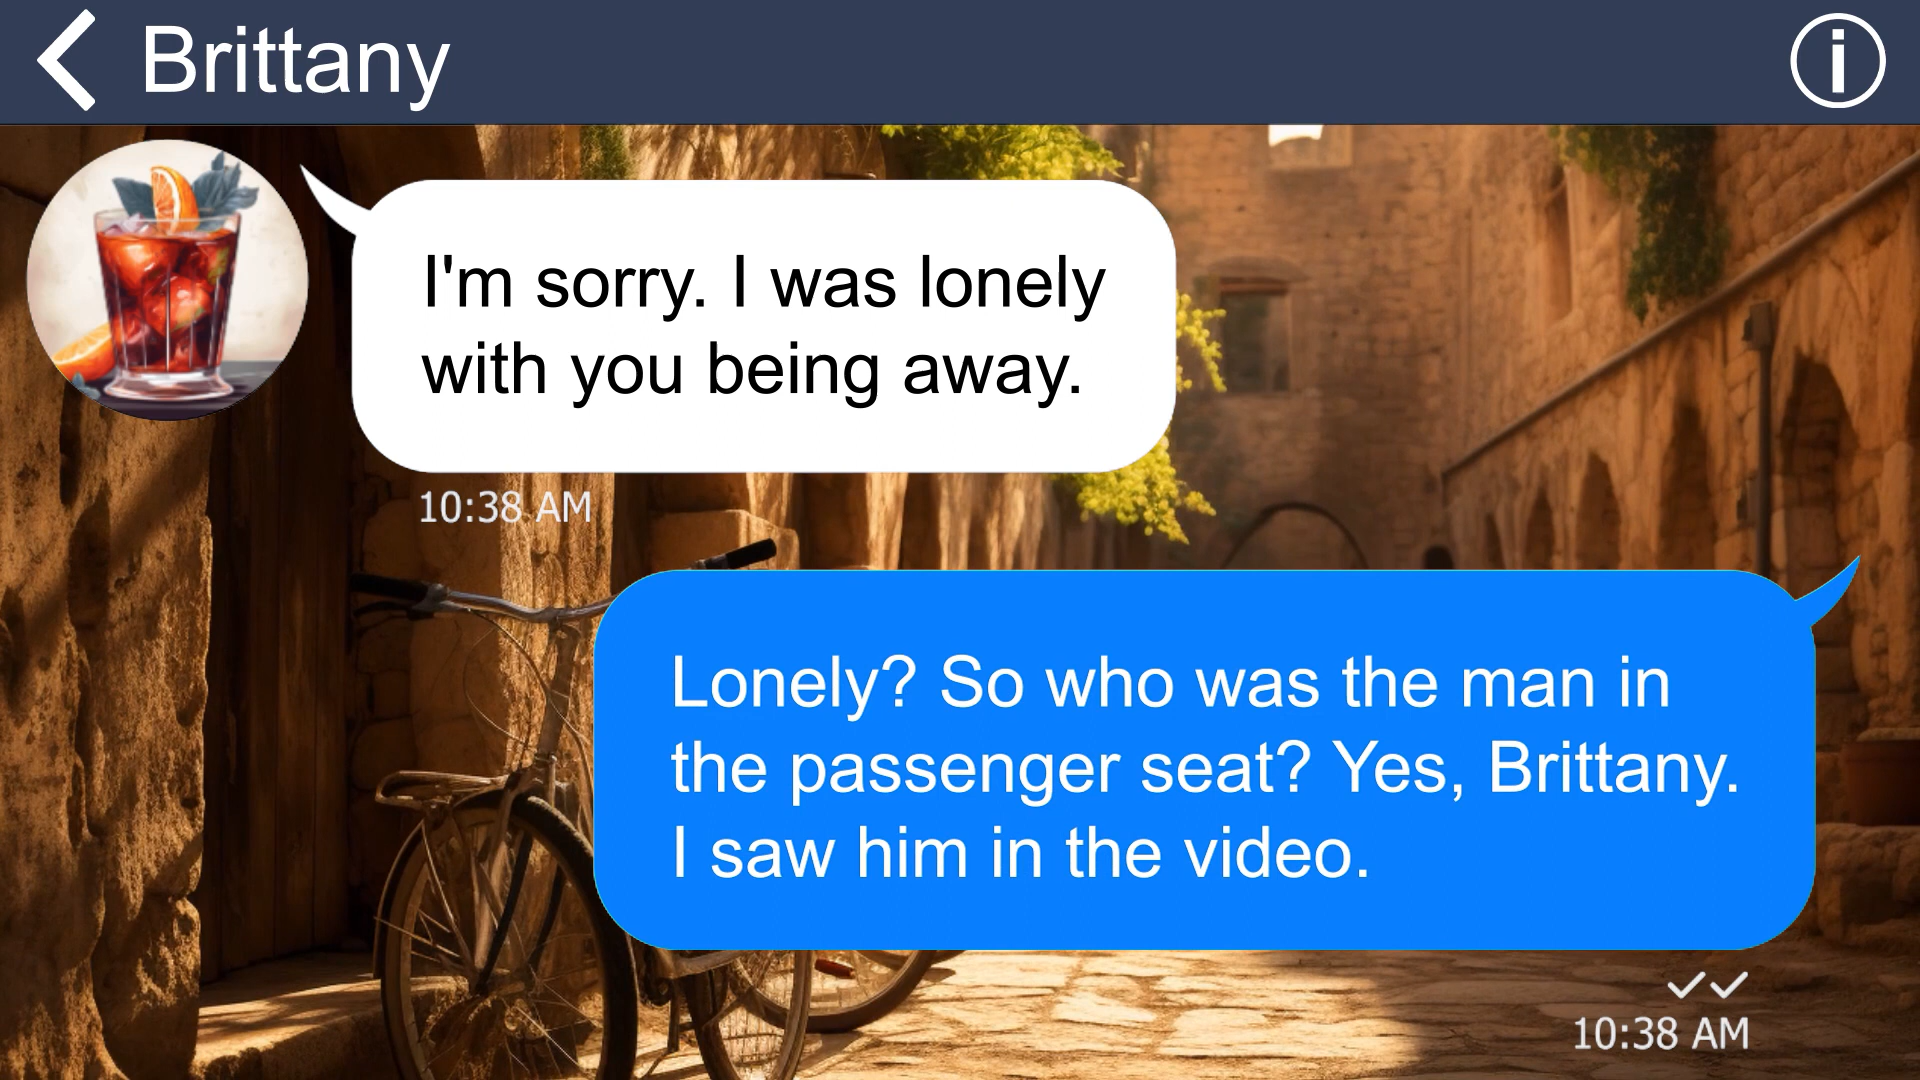 Brittany
I'm sorry. I was lonely
with you being away.
10:38 AM
Lonely? So who was the man in
the passenger seat? Yes, Brittany.
I saw him in the video.
10:38 AM